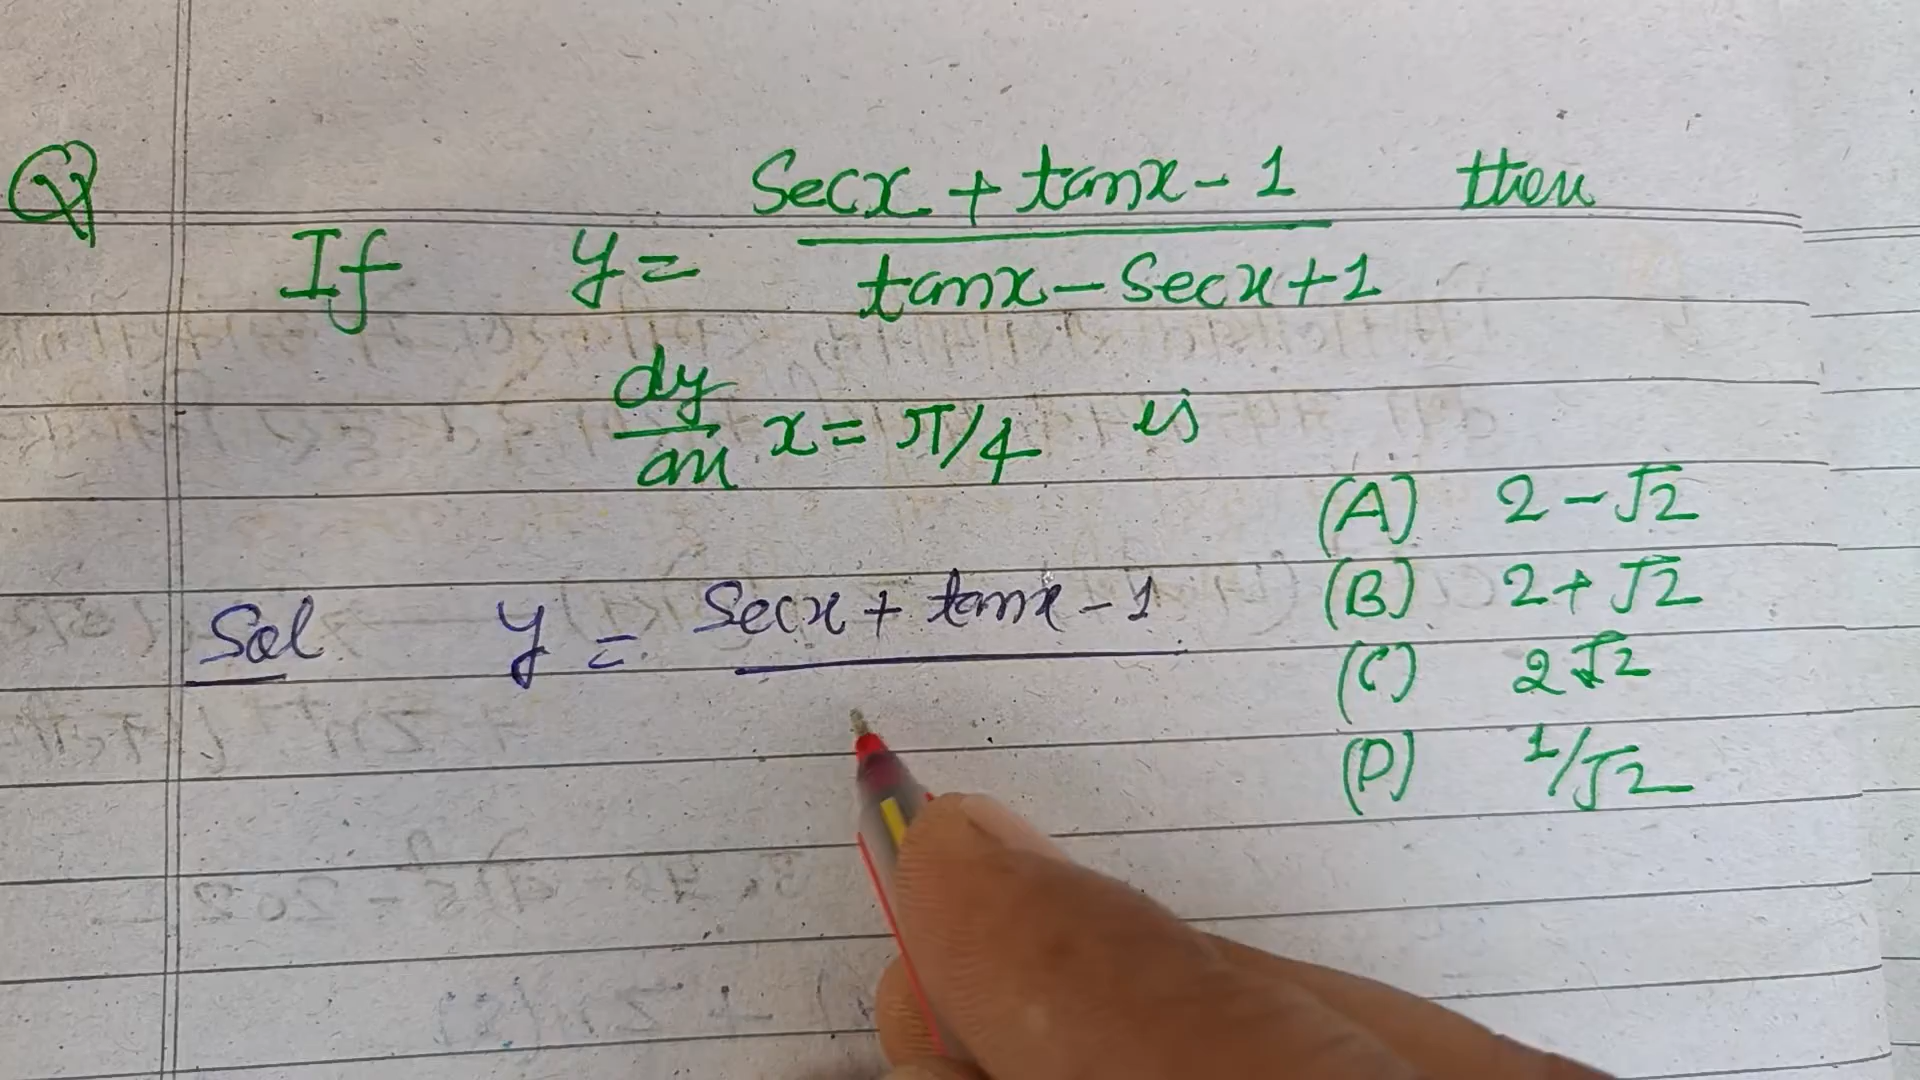 Q
secx + tanx - 1 then
If y =
tanx - secx + 1
dy
dx x = π/4 is
(A) 2 - √2
(B) 2 + √2
(C) 2√2
(D) 1/√2
Sol y = secx + tanx - 1